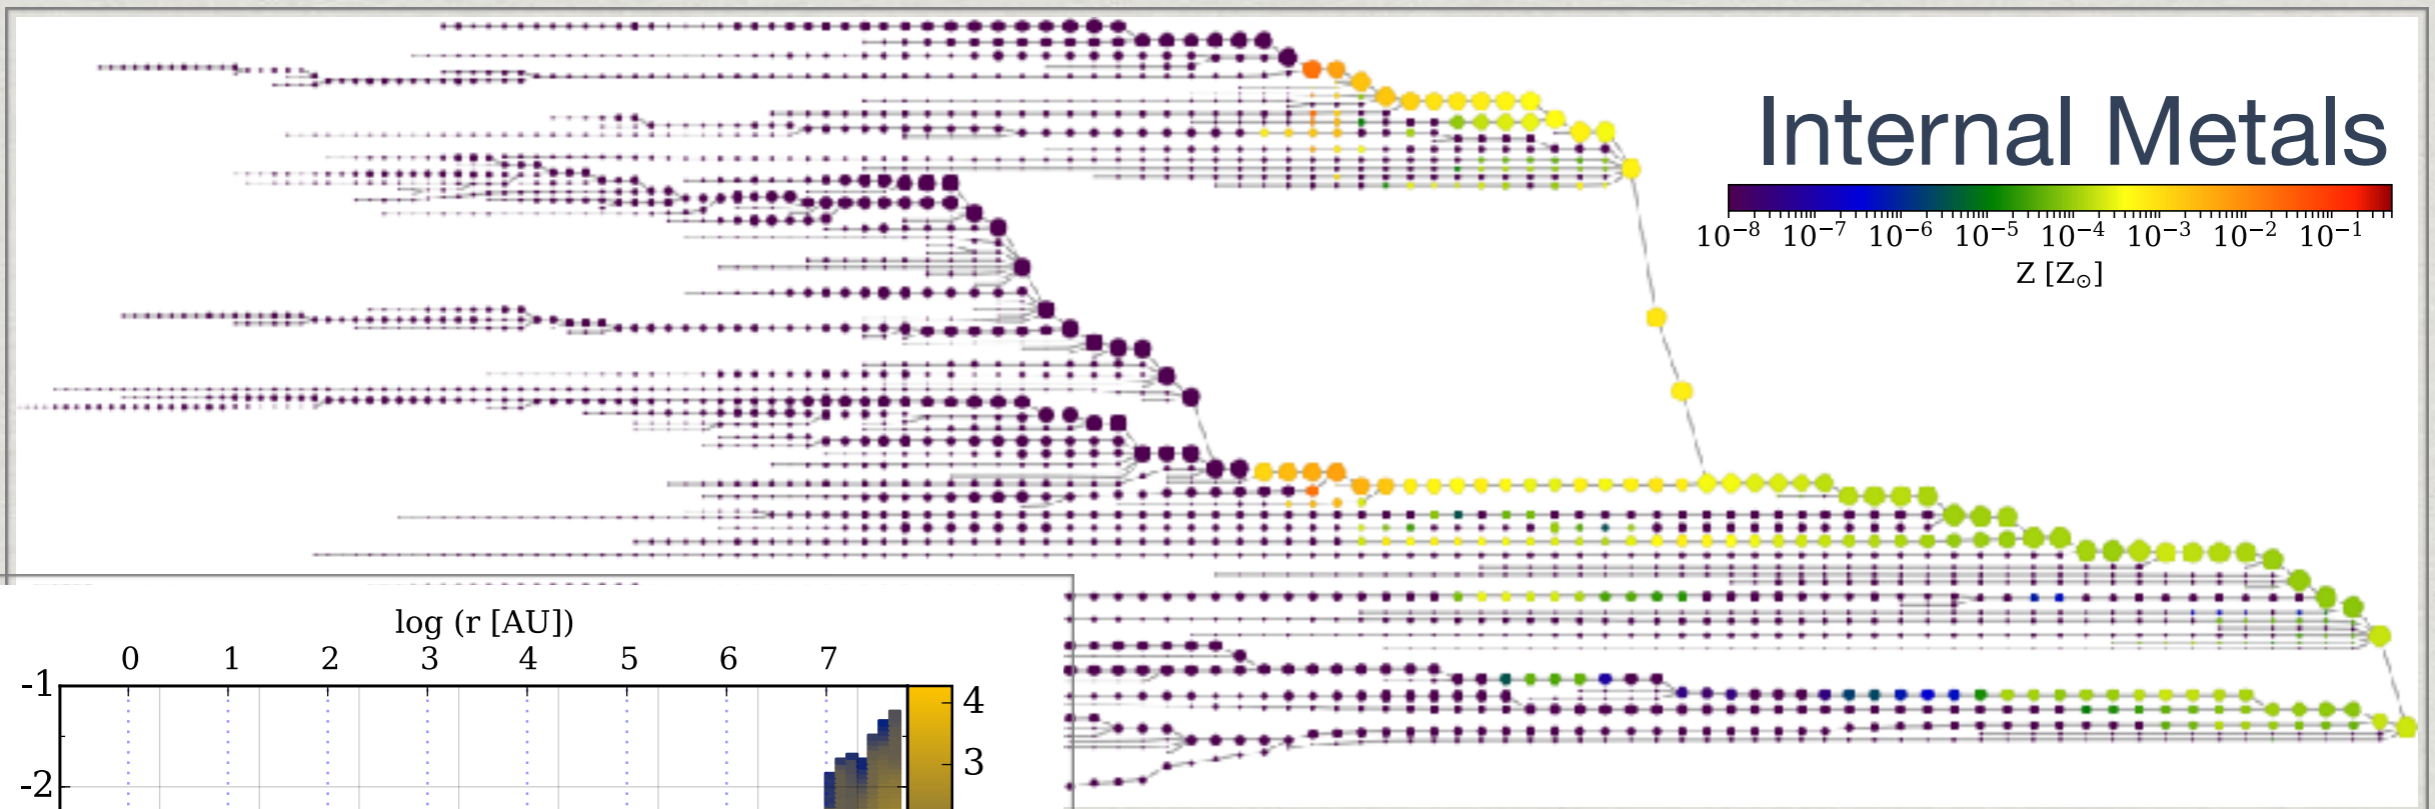 Internal Metals
10⁻⁸ 10⁻⁷ 10⁻⁶ 10⁻⁵ 10⁻⁴ 10⁻³ 10⁻² 10⁻¹
Z [Z☉]
log (r [AU])
0 1 2 3 4 5 6 7
-1
4
3
-2